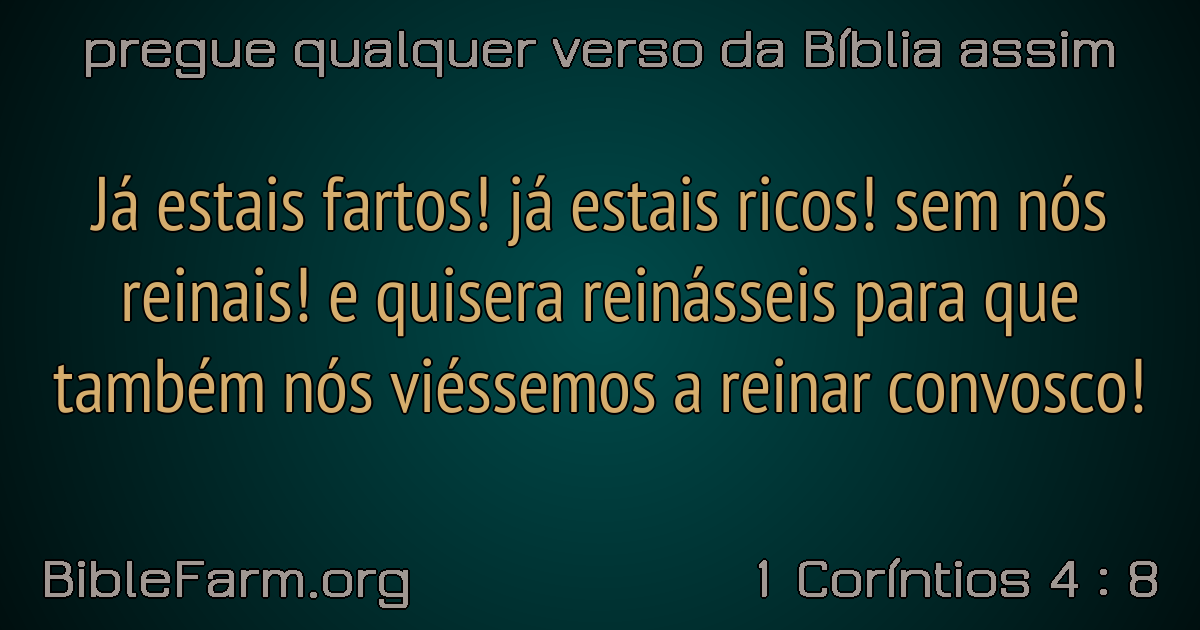 pregue qualquer verso da Bíblia assim
Já estais fartos! já estais ricos! sem nós
reinais! e quisera reinásseis para que
também nós viéssemos a reinar convosco!
BibleFarm.org
1 Coríntios 4 : 8